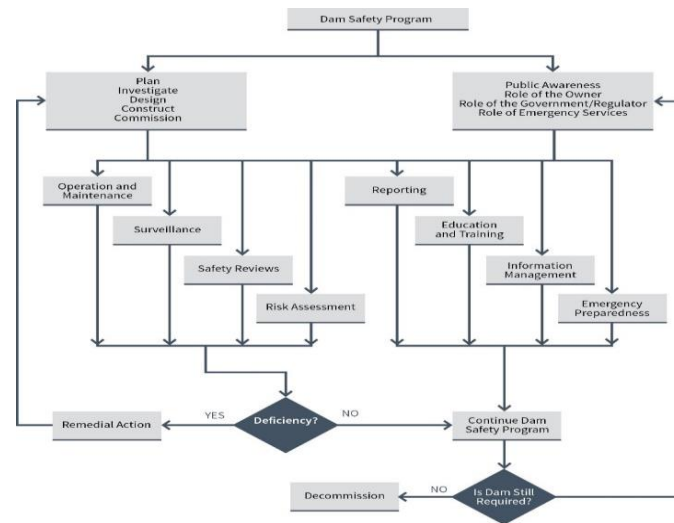 Dam Safety Program
Plan
Investigate
Design
Construct
Commission
Public Awareness
Role of the Owner
Role of the Government/Regulator
Role of Emergency Services
Operation and
Maintenance
Surveillance
Safety Reviews
Risk Assessment
Reporting
Education
and Training
Information
Management
Emergency
Preparedness
Remedial Action
YES
Deficiency?
NO
Continue Dam
Safety Program
Decommission
NO
Is Dam Still
Required?